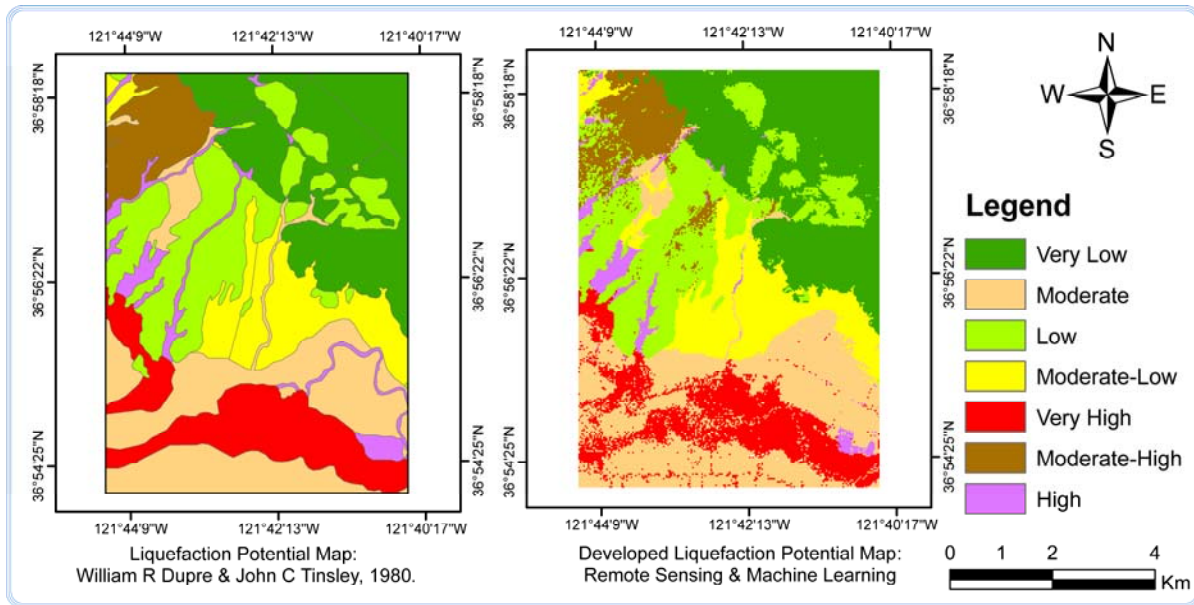 121°44'9"W 121°42'13"W 121°40'17"W
36°58'18"N
36°56'22"N
36°54'25"N
36°58'18"N
36°56'22"N
36°54'25"N
121°44'9"W 121°42'13"W 121°40'17"W
Liquefaction Potential Map:
William R Dupre & John C Tinsley, 1980.
121°44'9"W 121°42'13"W 121°40'17"W
36°58'18"N
36°56'22"N
36°54'25"N
36°58'18"N
36°56'22"N
36°54'25"N
121°44'9"W 121°42'13"W 121°40'17"W
Developed Liquefaction Potential Map:
Remote Sensing & Machine Learning
N
W E
S
Legend
Very Low
Moderate
Low
Moderate-Low
Very High
Moderate-High
High
0 2 4
Km